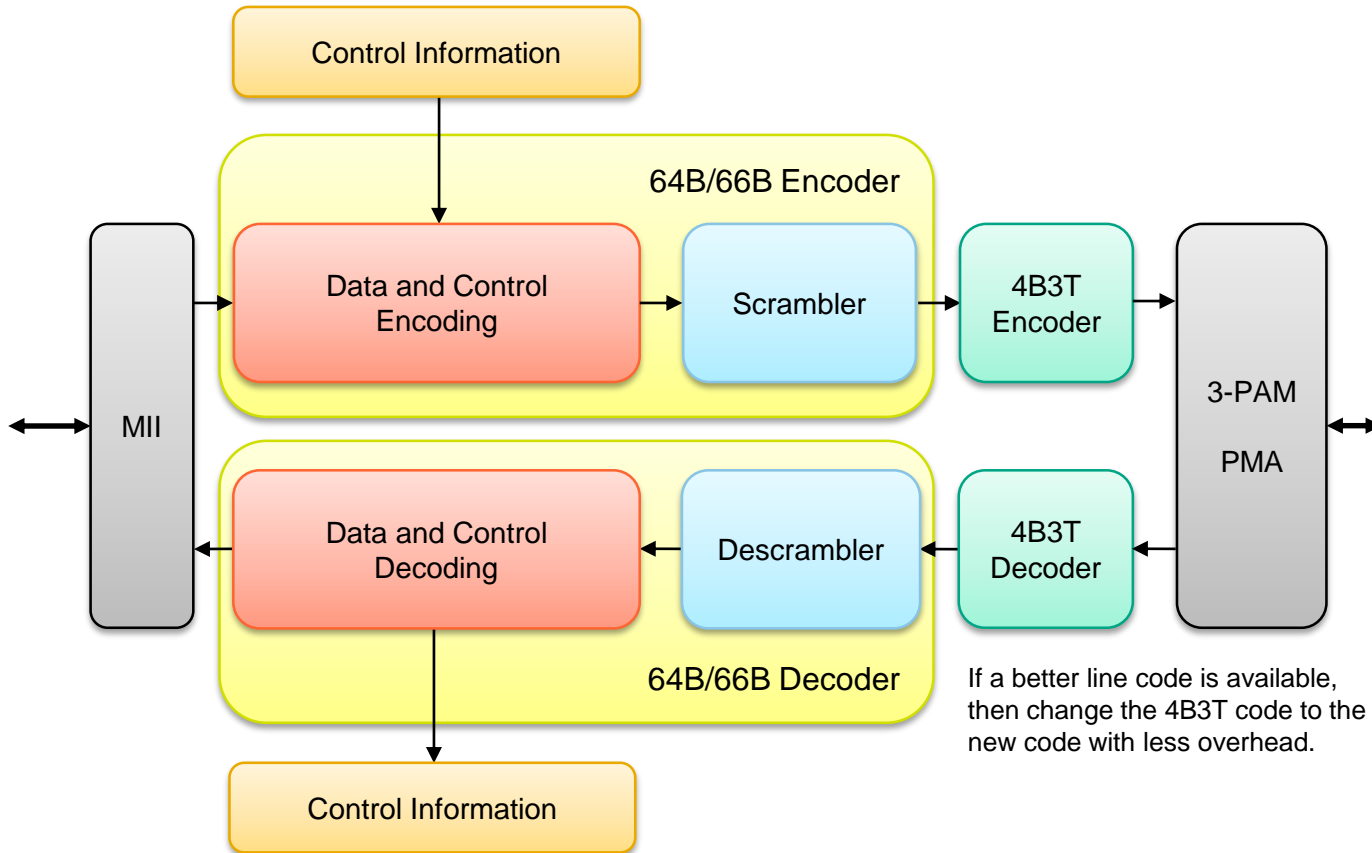 Control Information
64B/66B Encoder
MII
Data and Control
Encoding
Scrambler
4B3T
Encoder
3-PAM
PMA
Data and Control
Decoding
Descrambler
4B3T
Decoder
64B/66B Decoder
If a better line code is available,
then change the 4B3T code to the
new code with less overhead.
Control Information